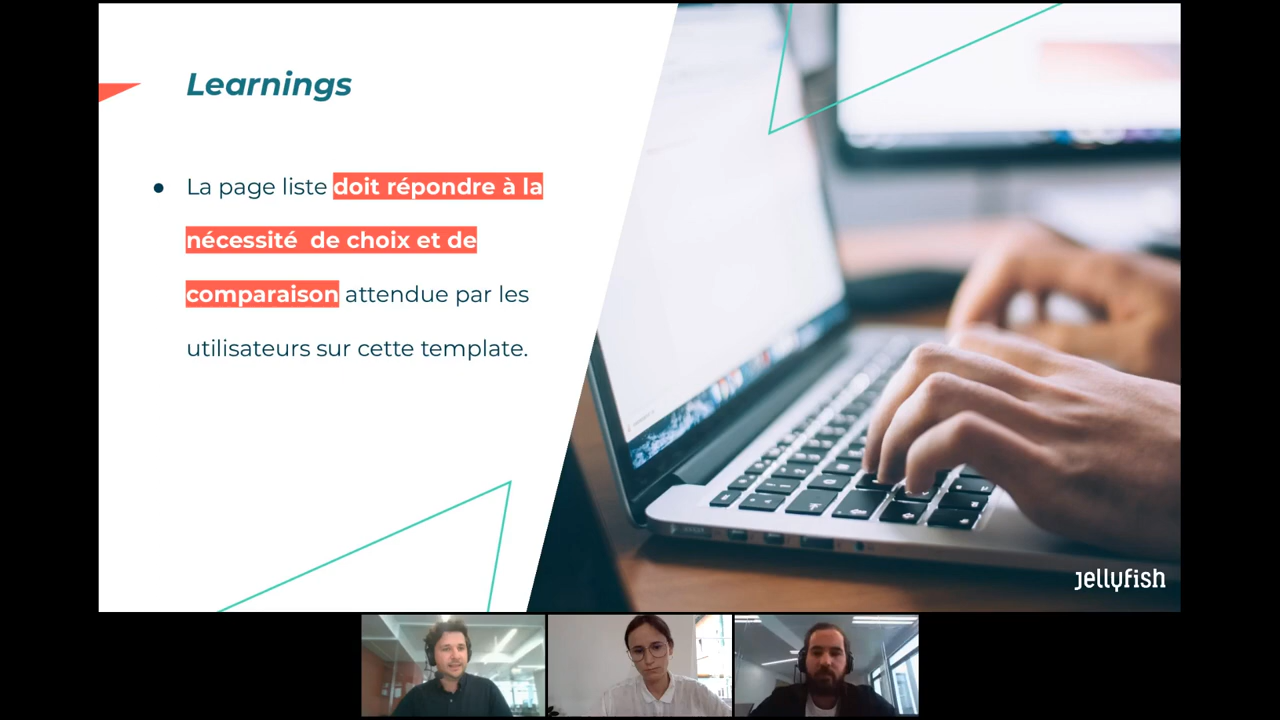 Learnings
● La page liste doit répondre à la
nécessité  de choix et de
comparaison attendue par les
utilisateurs sur cette template.
jellyfish